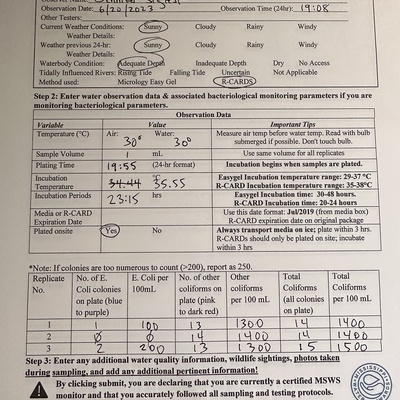 Observation Date: 6/20/2023 Observation Time (24hr): 19:08
Other Testers:
Current Weather Conditions: Sunny Cloudy Rainy Windy
Weather Details:
Weather previous 24-hr: Sunny Cloudy Rainy Windy
Weather Details:
Waterbody Condition: Adequate Depth Inadequate Depth Dry No Access
Tidally Influenced Rivers: Rising Tide Falling Tide Uncertain Not Applicable
Method used: Micrology Easy Gel R-CARDS
Step 2: Enter water observation data & associated bacteriological monitoring parameters if you are
monitoring bacteriological parameters.
Observation Data
Variable Value Important Tips
Temperature (°C) Air: 30° Water: 30° Measure air temp before water temp. Read with bulb
submerged if possible. Don't touch bulb.
Sample Volume 1 mL Use same volume for all replicates
Plating Time 19:55 (24-hr format) Incubation begins when samples are plated.
Incubation Temperature 34.44 °C 35.55 Easygel Incubation temperature range: 29-37 °C
R-CARD Incubation temperature range: 35-38°C
Incubation Periods 23:15 hrs Easygel Incubation time: 30-48 hours.
R-CARD Incubation time: 20-24 hours
Media or R-CARD Expiration Date Use this date format: Jul/2019 (from media box)
R-CARD expiration date on original package
Plated onsite Yes No Always transport media on ice; plate within 3 hrs.
R-CARDs should only be plated on site; incubate
within 3 hrs
*Note: If colonies are too numerous to count (>200), report as 250.
Replicate No. No. of E. Coli colonies on plate (blue to purple) E. Coli per 100mL No. of other coliforms on plate (pink to dark red) Other coliforms per 100 mL Total Coliforms (all colonies on plate) Total Coliforms per 100 mL
1 1 100 13 1300 14 1400
2 0 0 14 1400 14 1400
3 2 200 13 1300 15 1500
Step 3: Enter any additional water quality information, wildlife sightings, photos taken
during sampling, and add any additional pertinent information!
By clicking submit, you are declaring that you are currently a certified MSWS
monitor and that you accurately followed all sampling and testing protocols.